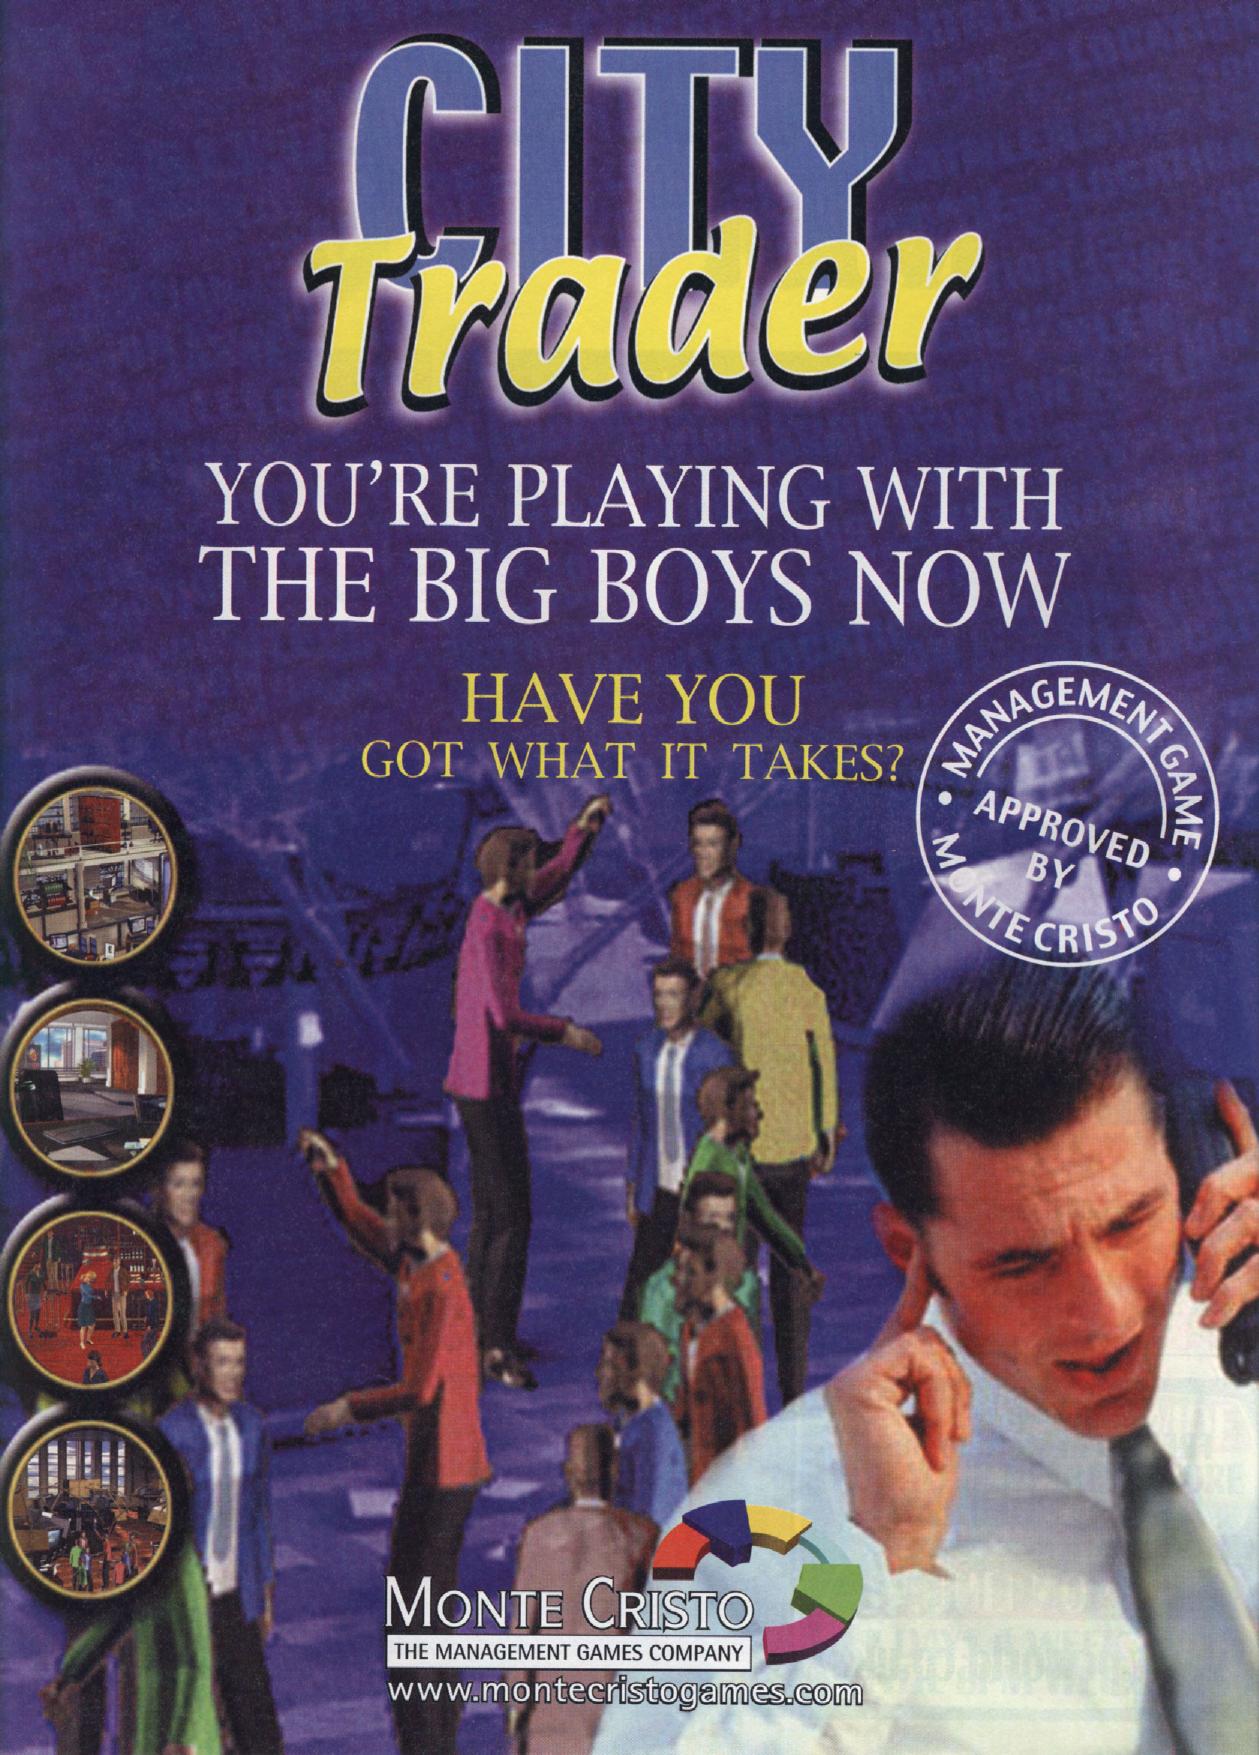 CITY
Trader
YOU'RE PLAYING WITH
THE BIG BOYS NOW
HAVE YOU
GOT WHAT IT TAKES?
MANAGEMENT GAME
APPROVED
BY
MONTE CRISTO
MONTE CRISTO
THE MANAGEMENT GAMES COMPANY
www.montecristogames.com